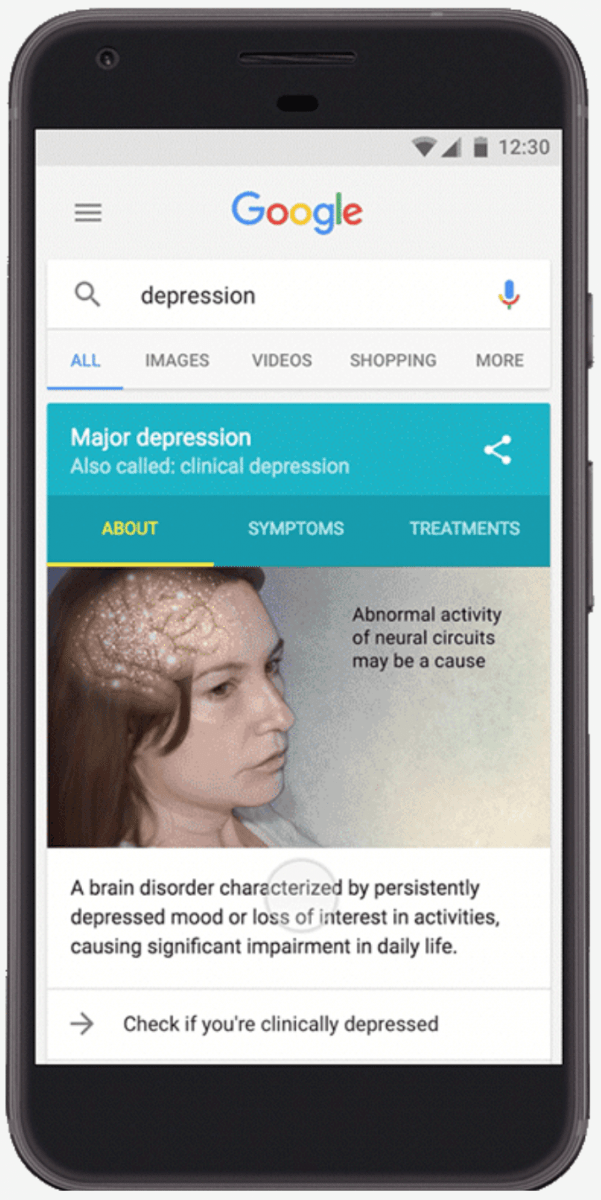 12:30
Google
depression
ALL IMAGES VIDEOS SHOPPING MORE
Major depression
Also called: clinical depression
ABOUT SYMPTOMS TREATMENTS
Abnormal activity
of neural circuits
may be a cause
A brain disorder characterized by persistently
depressed mood or loss of interest in activities,
causing significant impairment in daily life.
Check if you're clinically depressed